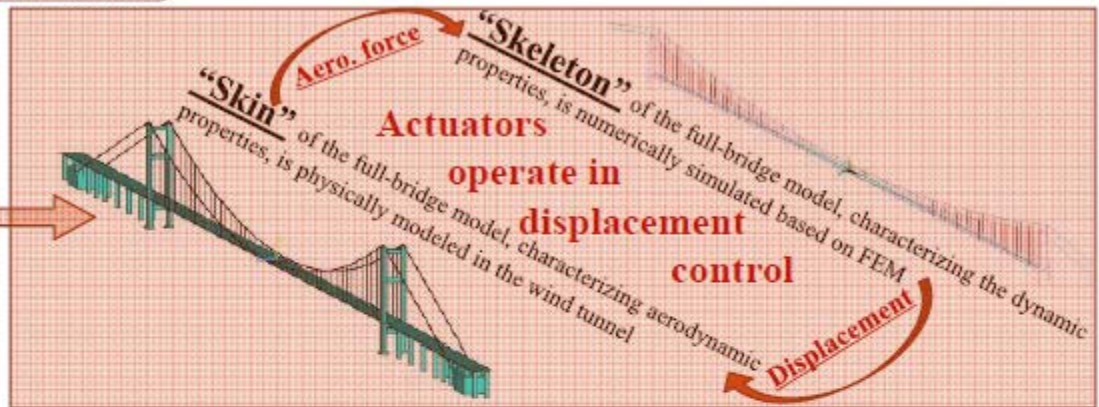 “Skin” of the full-bridge model, characterizing aerodynamic
properties, is physically modeled in the wind tunnel
Aero. force
“Skeleton” of the full-bridge model, characterizing the dynamic
properties, is numerically simulated based on FEM
Actuators
operate in
displacement
control
Displacement